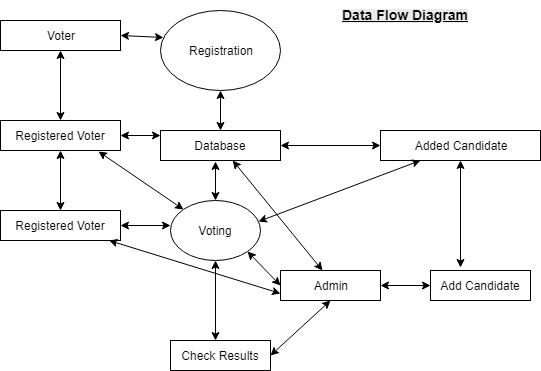 Data Flow Diagram
Voter
Registration
Registered Voter
Database
Added Candidate
Registered Voter
Voting
Admin
Add Candidate
Check Results